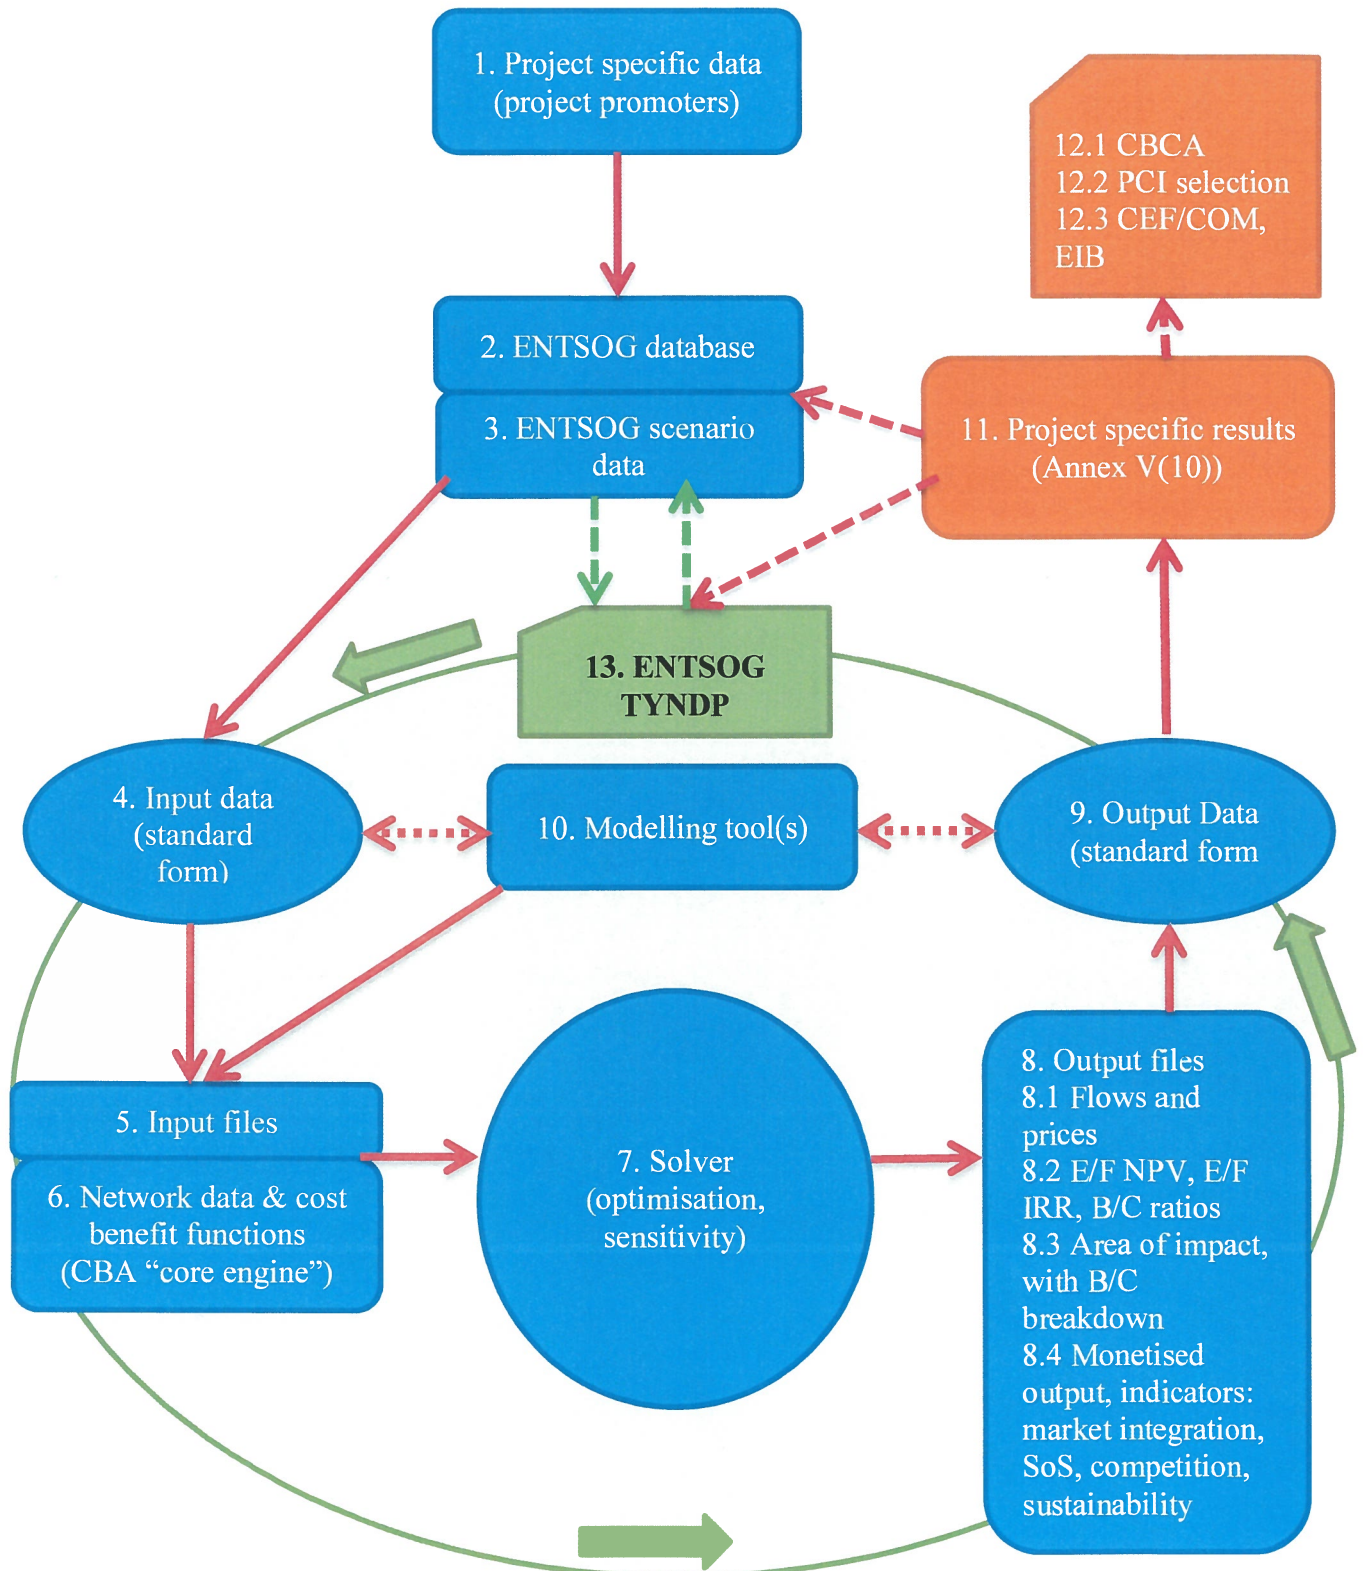 1. Project specific data
(project promoters)
12.1 CBCA
12.2 PCI selection
12.3 CEF/COM,
EIB
2. ENTSOG database
3. ENTSOG scenario
data
11. Project specific results
(Annex V(10))
13. ENTSOG
TYNDP
4. Input data
(standard
form)
10. Modelling tool(s)
9. Output Data
(standard form
5. Input files
6. Network data & cost
benefit functions
(CBA “core engine”)
7. Solver
(optimisation,
sensitivity)
8. Output files
8.1 Flows and
prices
8.2 E/F NPV, E/F
IRR, B/C ratios
8.3 Area of impact,
with B/C
breakdown
8.4 Monetised
output, indicators:
market integration,
SoS, competition,
sustainability